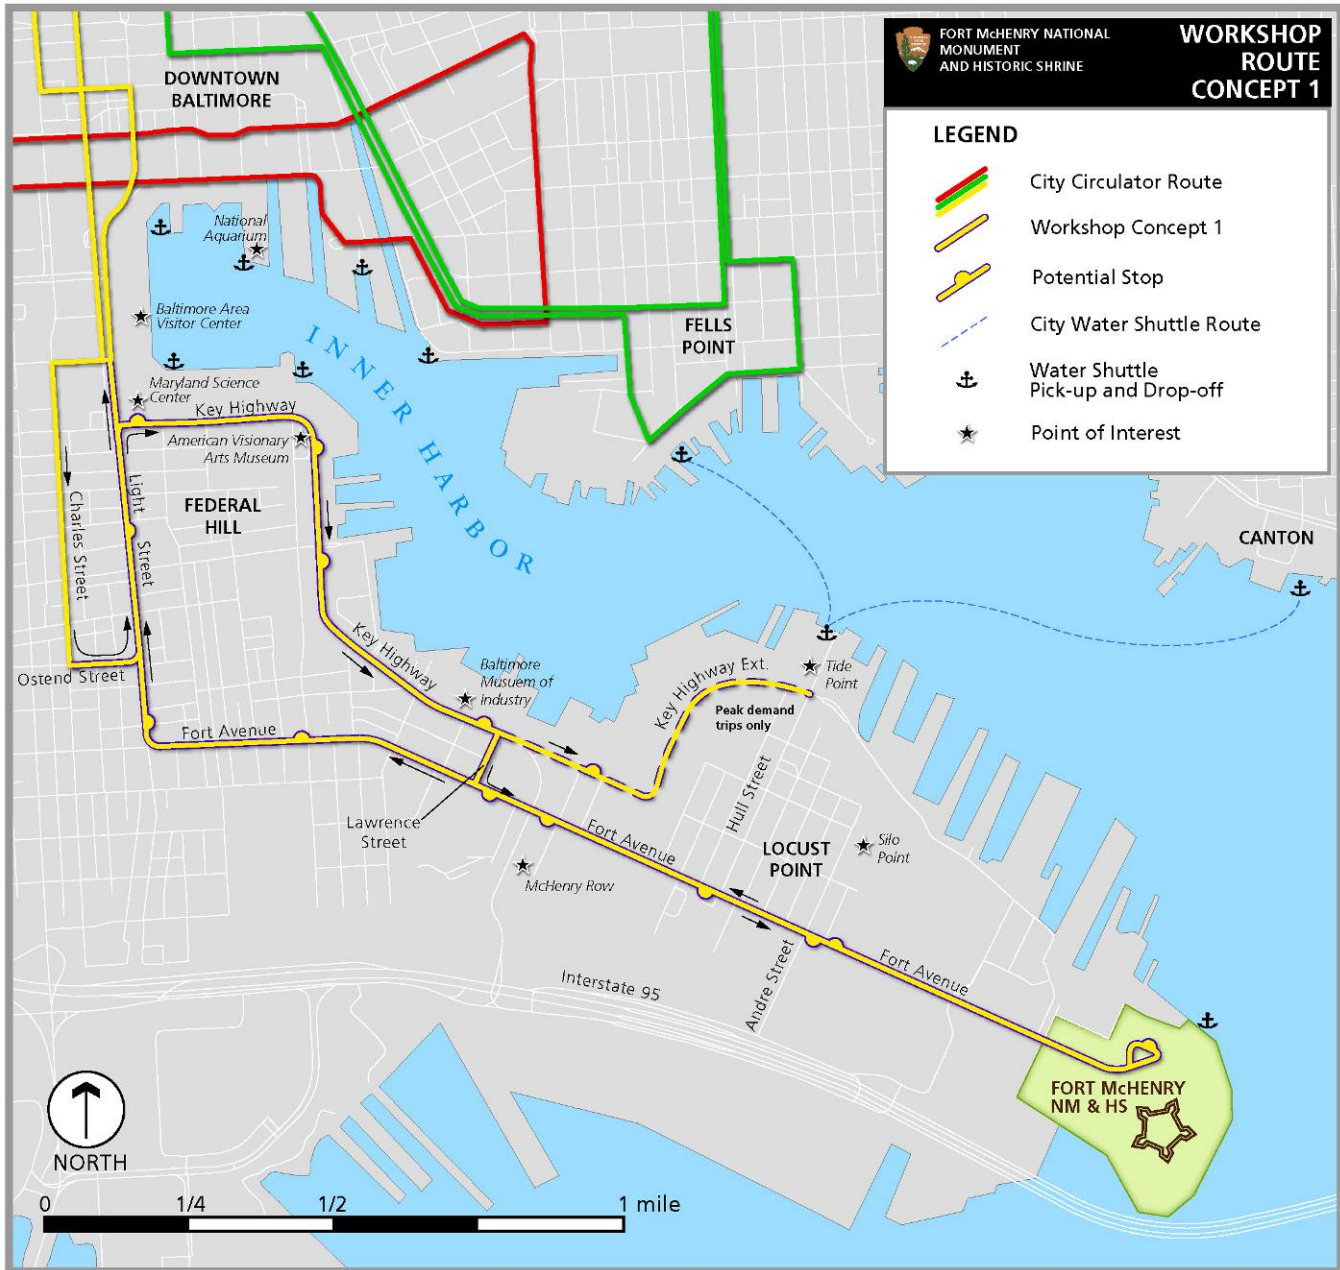 FORT McHENRY NATIONAL
MONUMENT
AND HISTORIC SHRINE
WORKSHOP
ROUTE
CONCEPT 1
LEGEND
City Circulator Route
Workshop Concept 1
Potential Stop
City Water Shuttle Route
Water Shuttle
Pick-up and Drop-off
Point of Interest
DOWNTOWN
BALTIMORE
National
Aquarium
Baltimore Area
Visitor Center
INNER HARBOR
FELLS
POINT
Maryland Science
Center
Key Highway
American Visionary
Arts Museum
Light Street
FEDERAL
HILL
Charles Street
CANTON
Ostend Street
Key Highway
Baltimore
Musuem of
industry
Key Highway Ext.
Tide
Point
Peak demand
trips only
Fort Avenue
Hull Street
Lawrence
Street
Fort Avenue
LOCUST
POINT
Silo
Point
McHenry Row
Fort Avenue
Andre Street
Interstate 95
FORT McHENRY
NM & HS
NORTH
0 1/4 1/2 1 mile